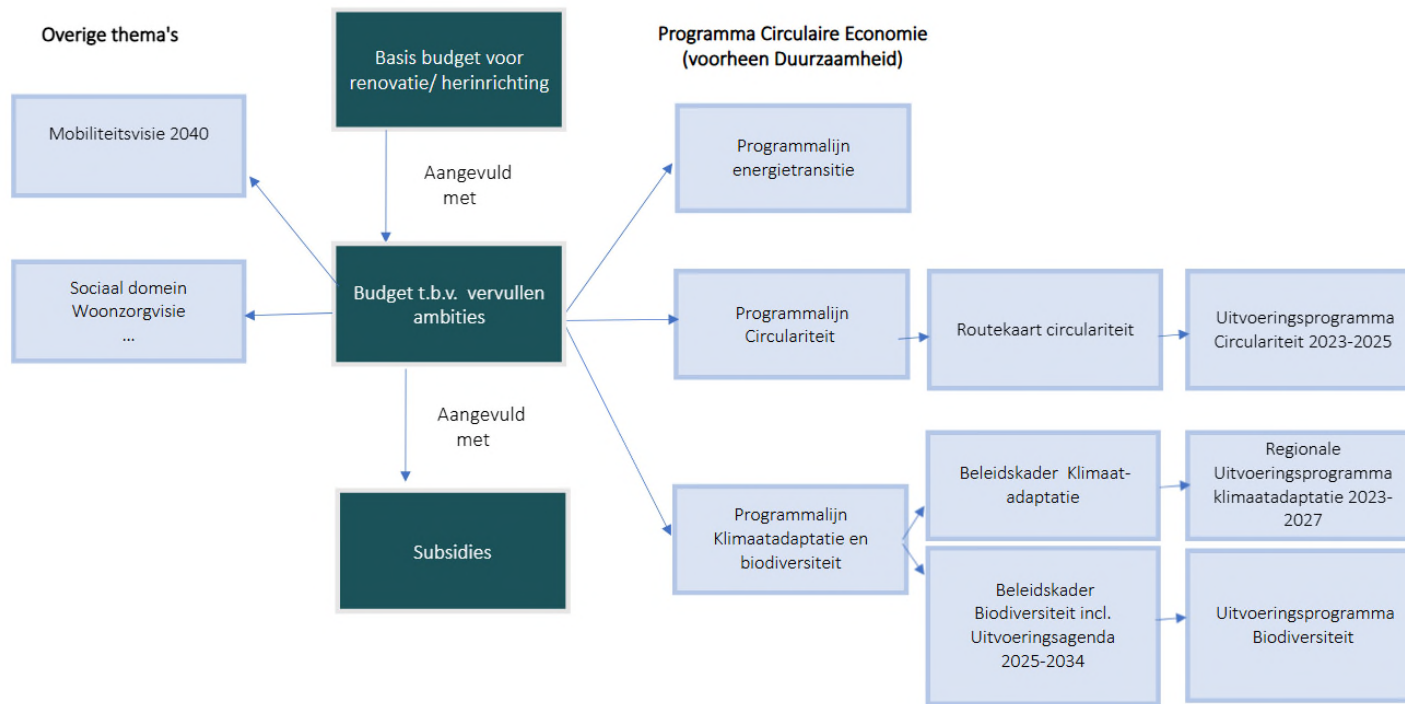 Overige thema's
Basis budget voor
renovatie/ herinrichting
Programma Circulaire Economie
(voorheen Duurzaamheid)
Mobiliteitsvisie 2040
Aangevuld
met
Programmalijn
energietransitie
Sociaal domein
Woonzorgvisie
...
Budget t.b.v. vervullen
ambities
Programmalijn
Circulariteit
Routekaart circulariteit
Uitvoeringsprogramma
Circulariteit 2023-2025
Aangevuld
met
Subsidies
Programmalijn
Klimaatadaptatie en
biodiversiteit
Beleidskader Klimaat-
adaptatie
Regionale
Uitvoeringsprogramma
klimaatadaptatie 2023-
2027
Beleidskader
Biodiversiteit incl.
Uitvoeringsagenda
2025-2034
Uitvoeringsprogramma
Biodiversiteit